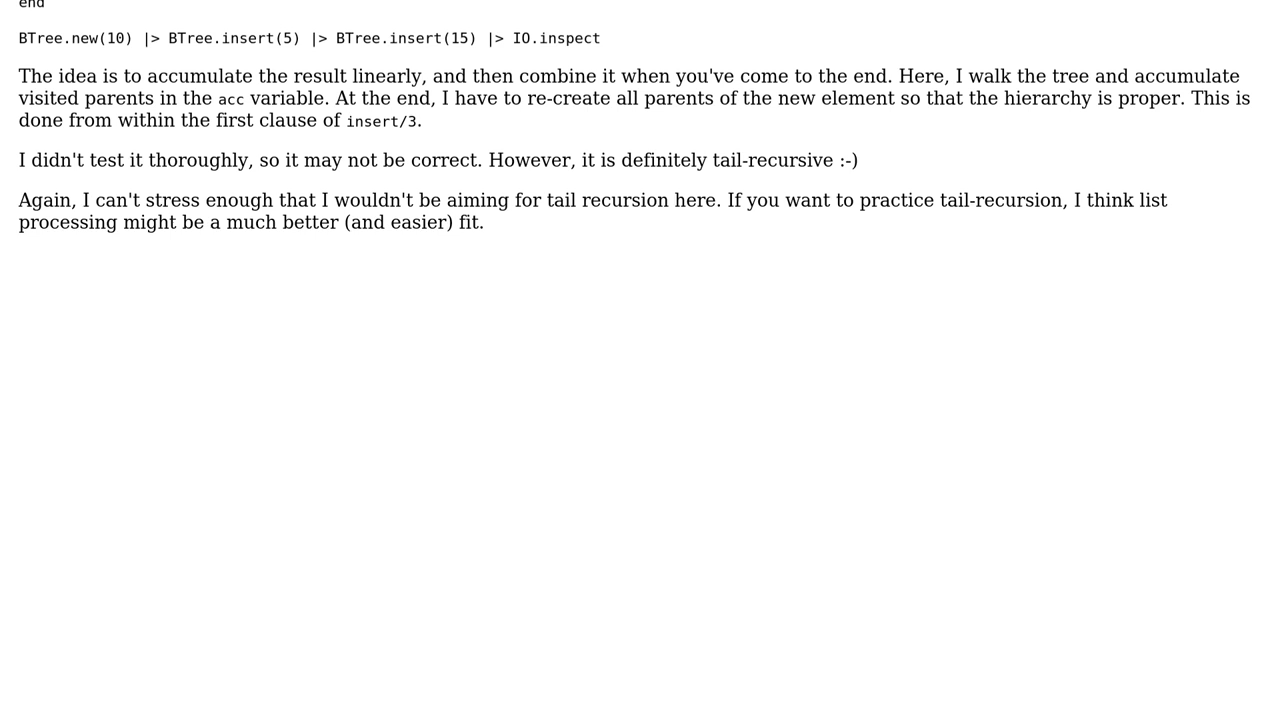 end
BTree.new(10) |> BTree.insert(5) |> BTree.insert(15) |> IO.inspect
The idea is to accumulate the result linearly, and then combine it when you've come to the end. Here, I walk the tree and accumulate
visited parents in the acc variable. At the end, I have to re-create all parents of the new element so that the hierarchy is proper. This is
done from within the first clause of insert/3.
I didn't test it thoroughly, so it may not be correct. However, it is definitely tail-recursive :-)
Again, I can't stress enough that I wouldn't be aiming for tail recursion here. If you want to practice tail-recursion, I think list
processing might be a much better (and easier) fit.